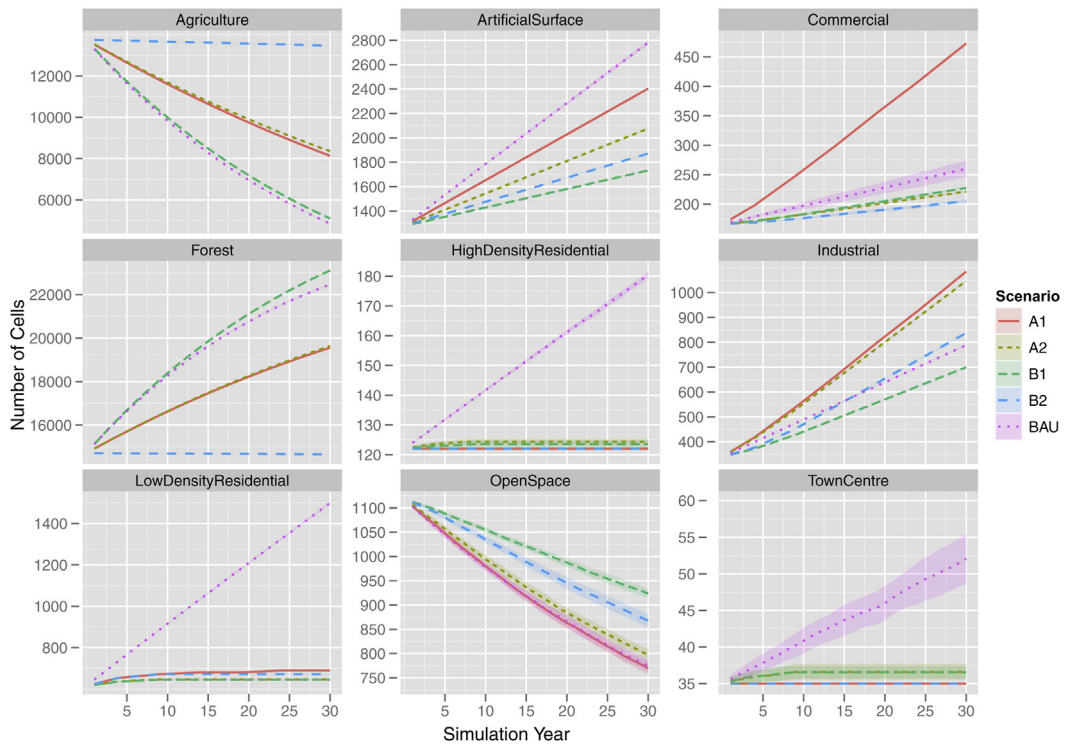 Agriculture
ArtificialSurface
Commercial
12000
10000
8000
6000
2800
2600
2400
2200
2000
1800
1600
1400
450
400
350
300
250
200
Forest
HighDensityResidential
Industrial
22000
20000
18000
16000
180
170
160
150
140
130
120
1000
900
800
700
600
500
400
LowDensityResidential
OpenSpace
TownCentre
1400
1200
1000
800
1100
1050
1000
950
900
850
800
750
60
55
50
45
40
35
5 10 15 20 25 30
5 10 15 20 25 30
5 10 15 20 25 30
Number of Cells
Simulation Year
Scenario
A1
A2
B1
B2
BAU